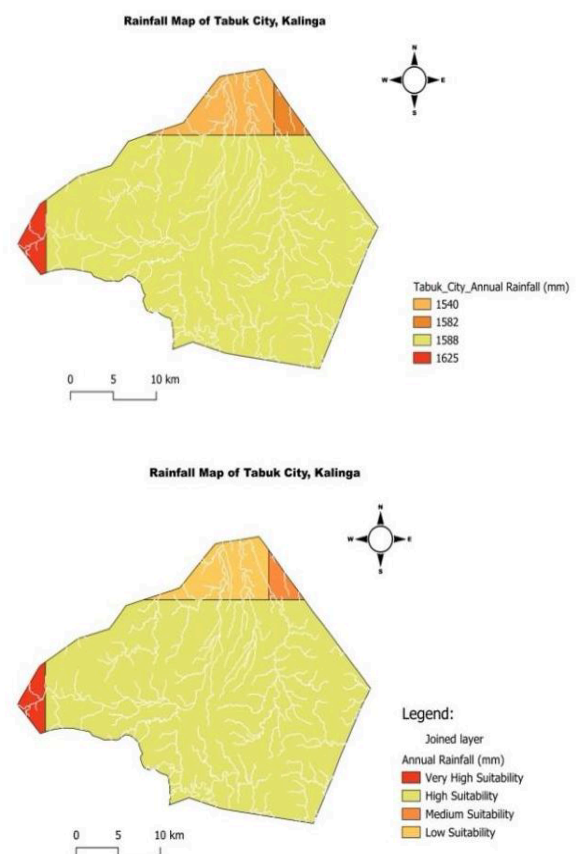 Rainfall Map of Tabuk City, Kalinga
N
W E
S
Tabuk_City_Annual Rainfall (mm)
1540
1582
1588
1625
0 5 10 km
Rainfall Map of Tabuk City, Kalinga
N
W E
S
Legend:
Joined layer
Annual Rainfall (mm)
Very High Suitability
High Suitability
Medium Suitability
Low Suitability
0 5 10 km